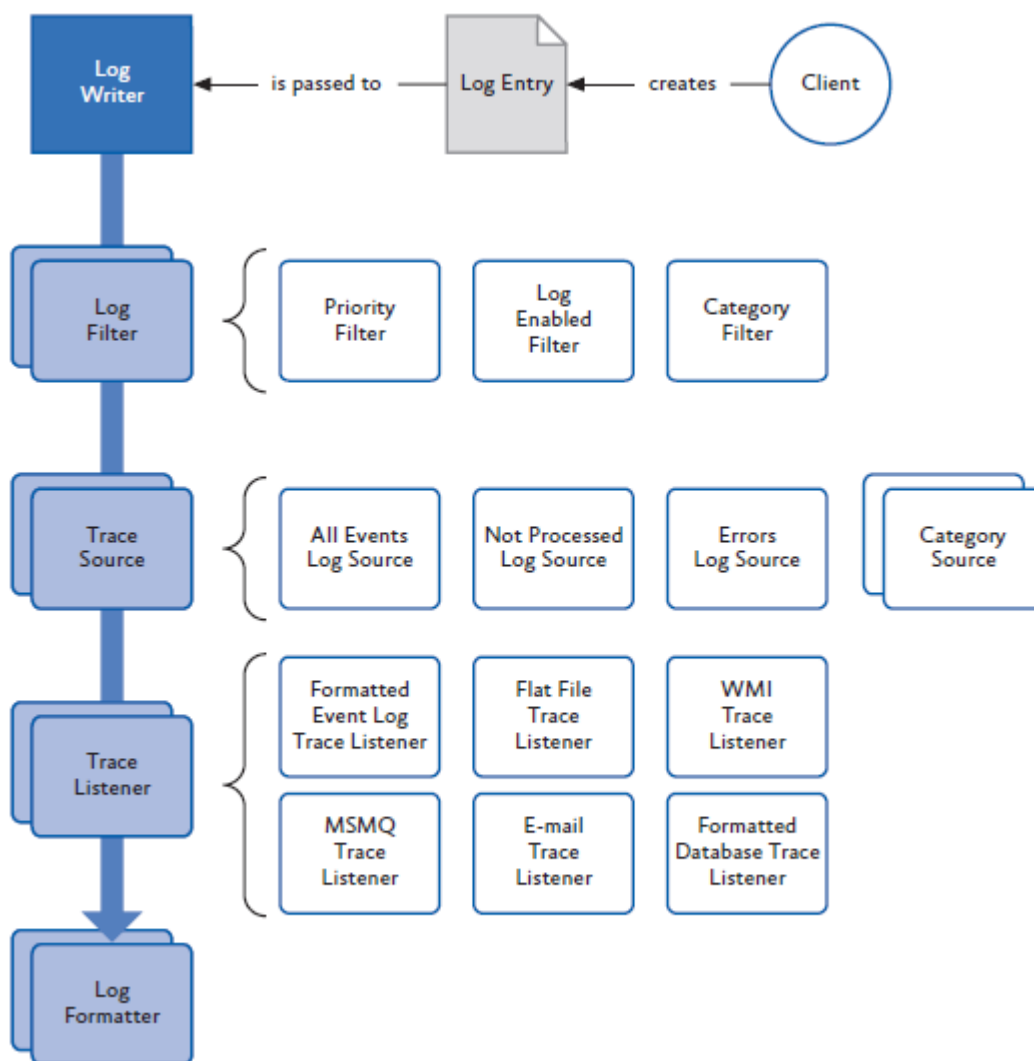 Log
Writer
is passed to
Log Entry
creates
Client
Log
Filter
Priority
Filter
Log
Enabled
Filter
Category
Filter
Trace
Source
All Events
Log Source
Not Processed
Log Source
Errors
Log Source
Category
Source
Trace
Listener
Formatted
Event Log
Trace Listener
Flat File
Trace
Listener
WMI
Trace
Listener
MSMQ
Trace
Listener
E-mail
Trace
Listener
Formatted
Database Trace
Listener
Log
Formatter